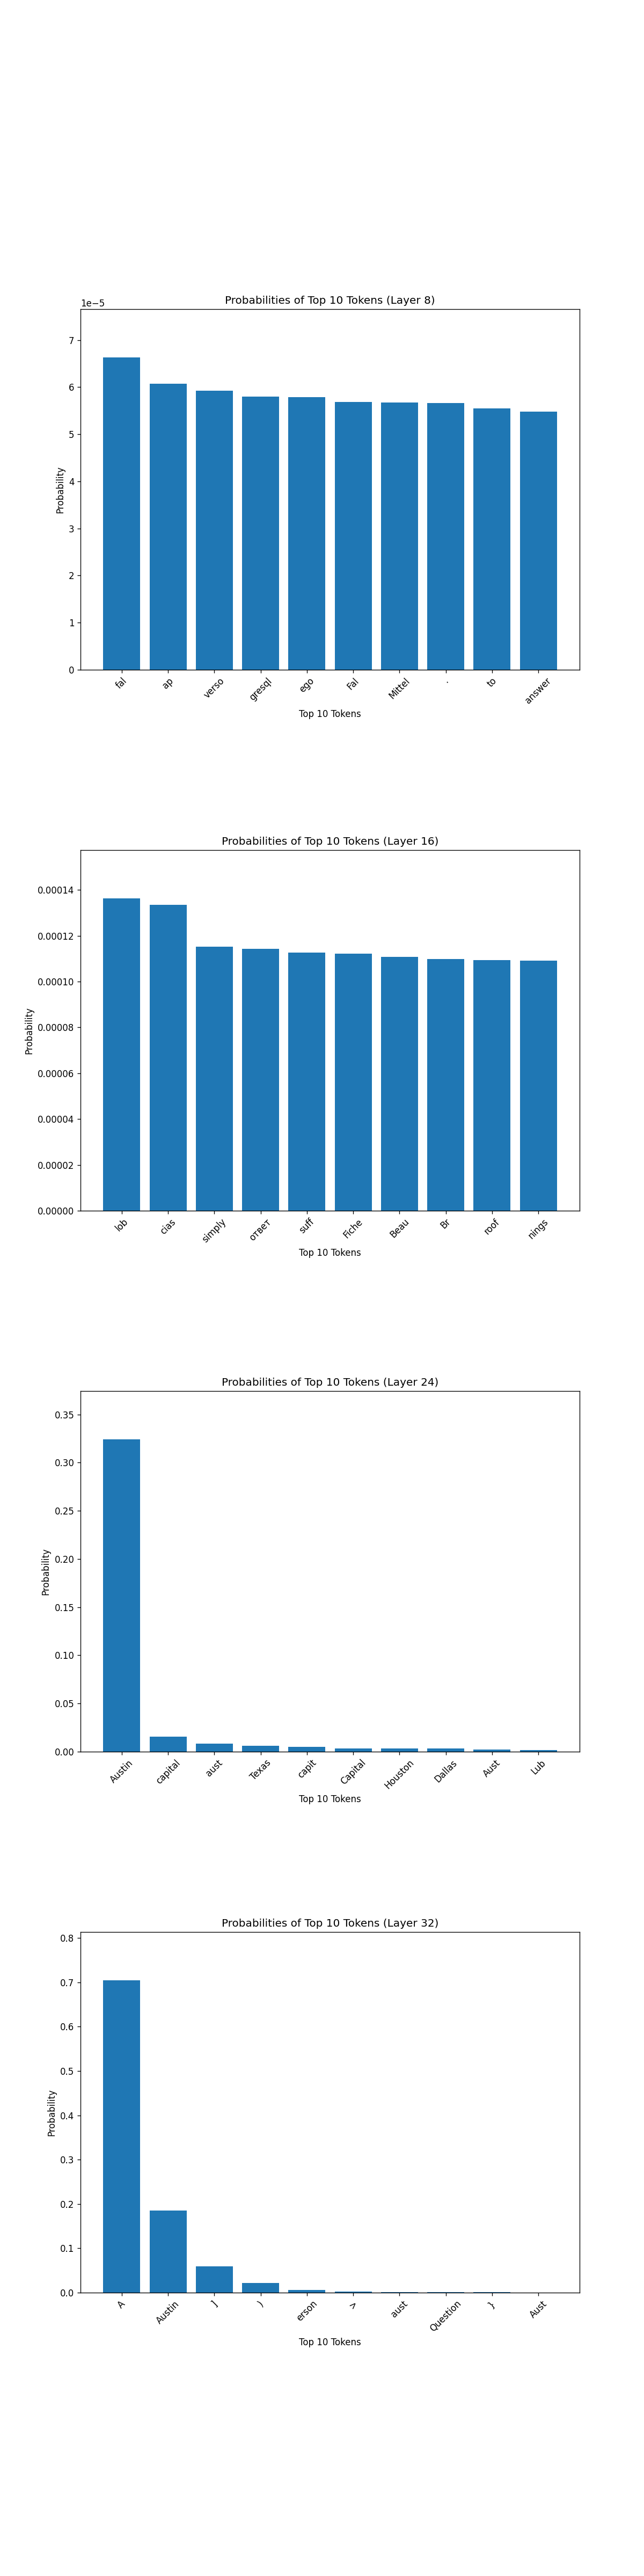 Probabilities of Top 10 Tokens (Layer 8)
1e−5
7
6
5
4
3
2
1
0
Probability
fal ap verso gresql ego Fal Mittel . to answer
Top 10 Tokens
Probabilities of Top 10 Tokens (Layer 16)
0.00014
0.00012
0.00010
0.00008
0.00006
0.00004
0.00002
0.00000
Probability
cias simply ответ suff Fiche Beau Br roof nings
Top 10 Tokens
Probabilities of Top 10 Tokens (Layer 24)
0.35
0.30
0.25
0.20
0.15
0.10
0.05
0.00
Probability
Austin capital aust Texas capit Capital Houston Dallas Aust Lub
Top 10 Tokens
Probabilities of Top 10 Tokens (Layer 32)
0.8
0.7
0.6
0.5
0.4
0.3
0.2
0.1
0.0
Probability
A Austin ] ) erson > aust Question } Aust
Top 10 Tokens